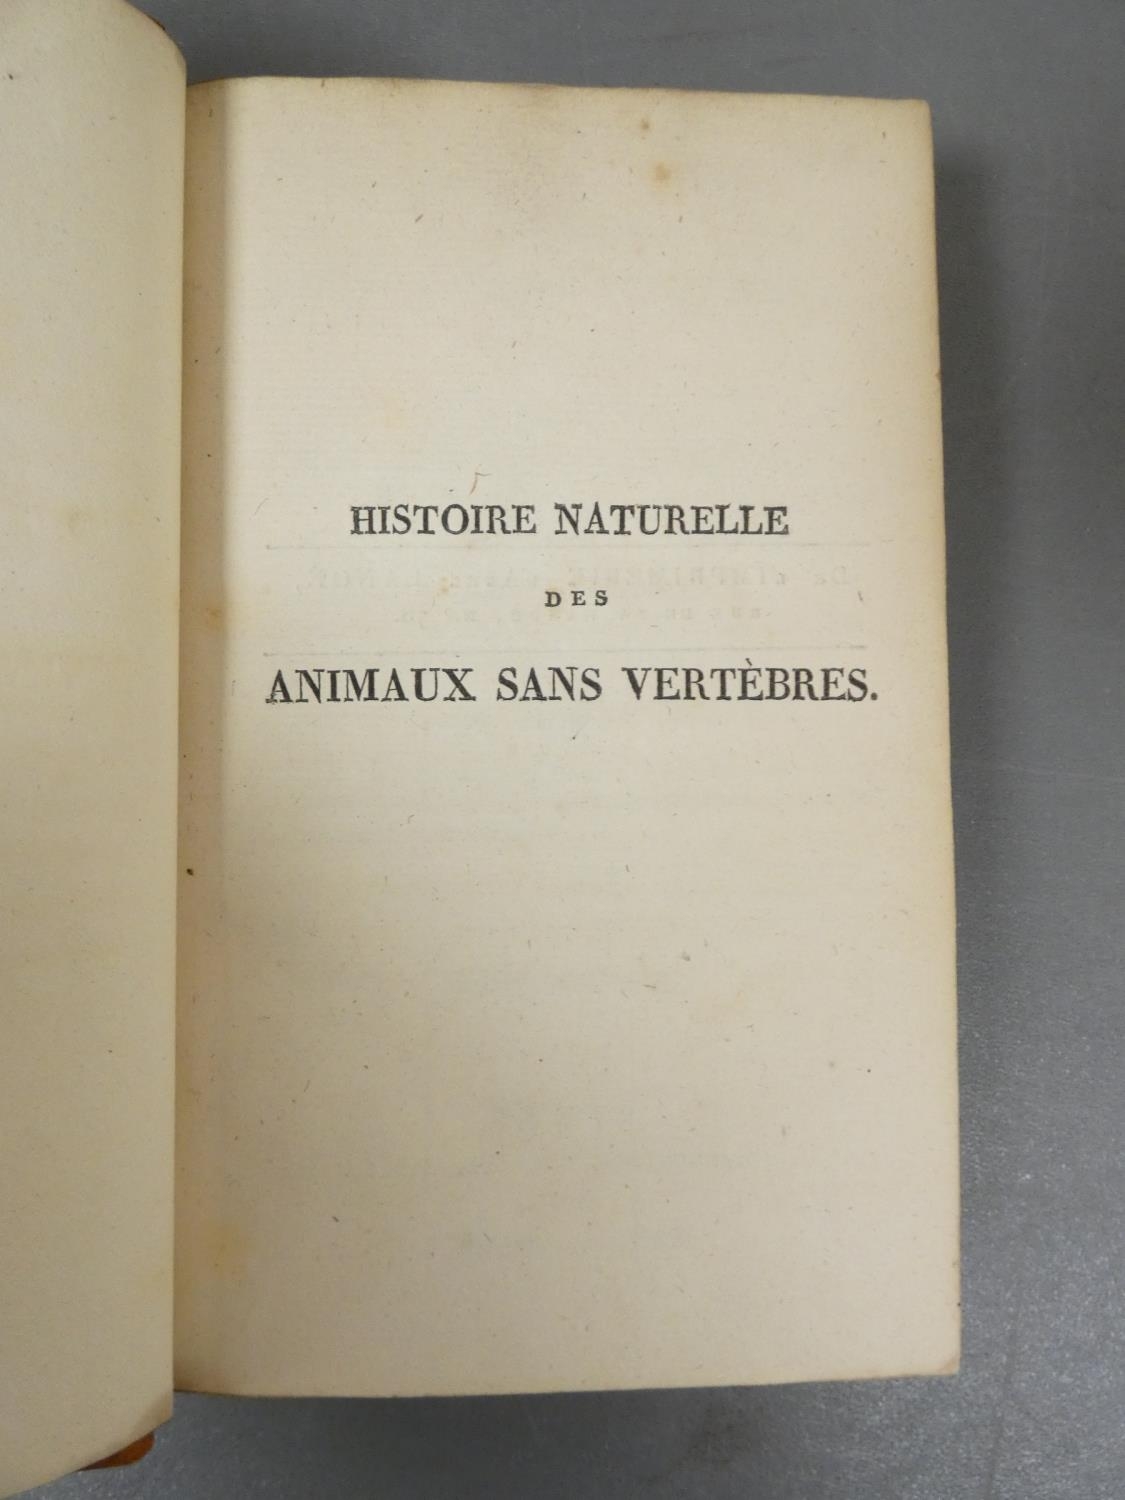 HISTOIRE NATURELLE
DES
ANIMAUX SANS VERTÈBRES.